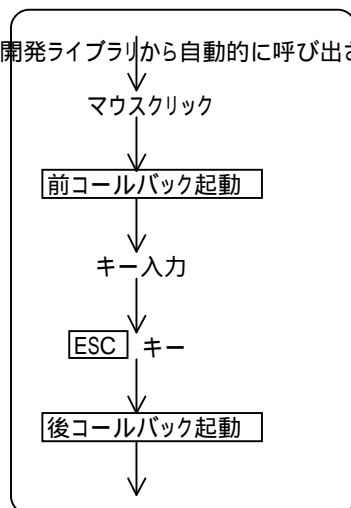 開発ライブラリから自動的に呼び出さ
マウスクリック
前コールバック起動
キー入力
ESC キー
後コールバック起動